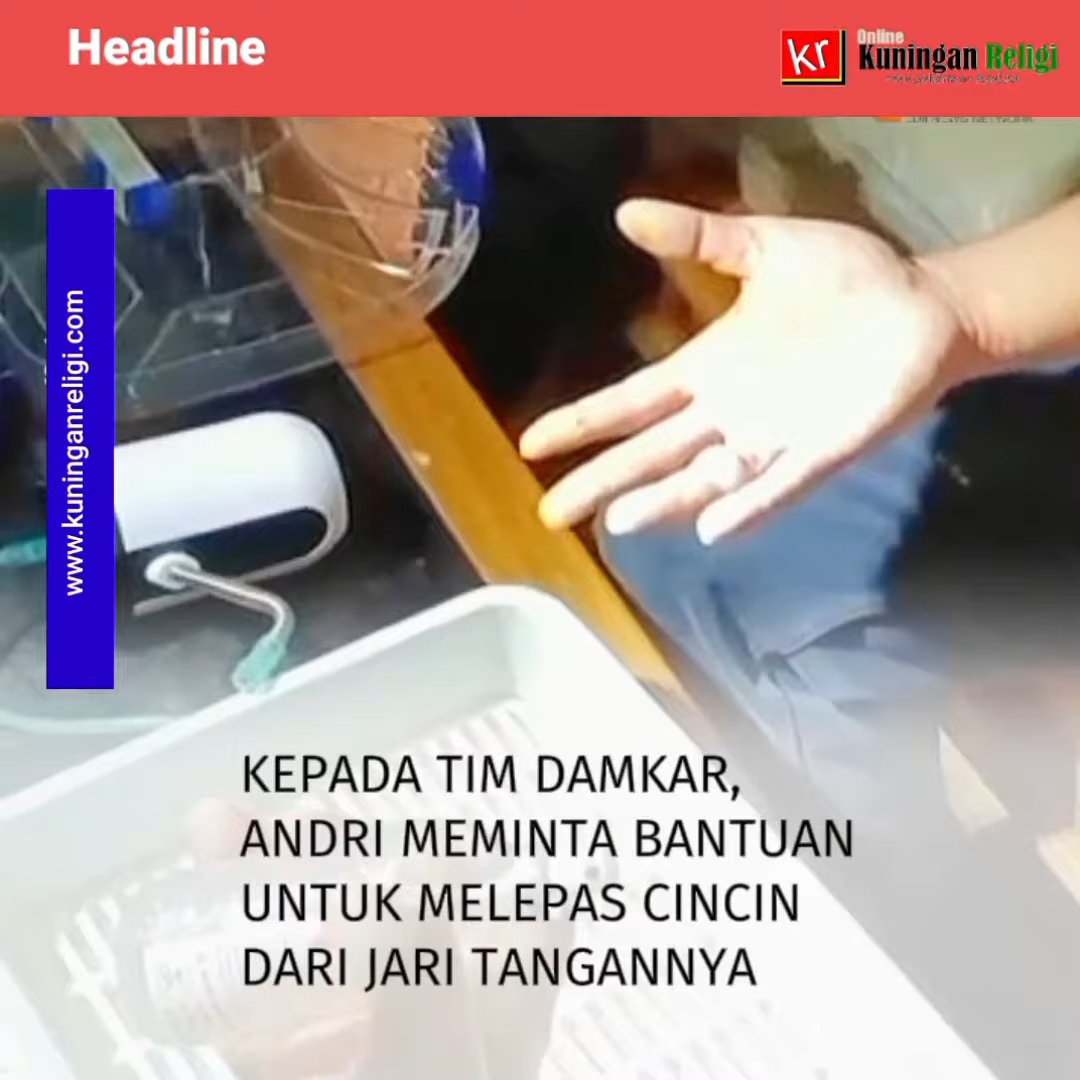 Headline
kr
Online
Kuningan Religi
www.kuninganreligi.com
KEPADA TIM DAMKAR,
ANDRI MEMINTA BANTUAN
UNTUK MELEPAS CINCIN
DARI JARI TANGANNYA